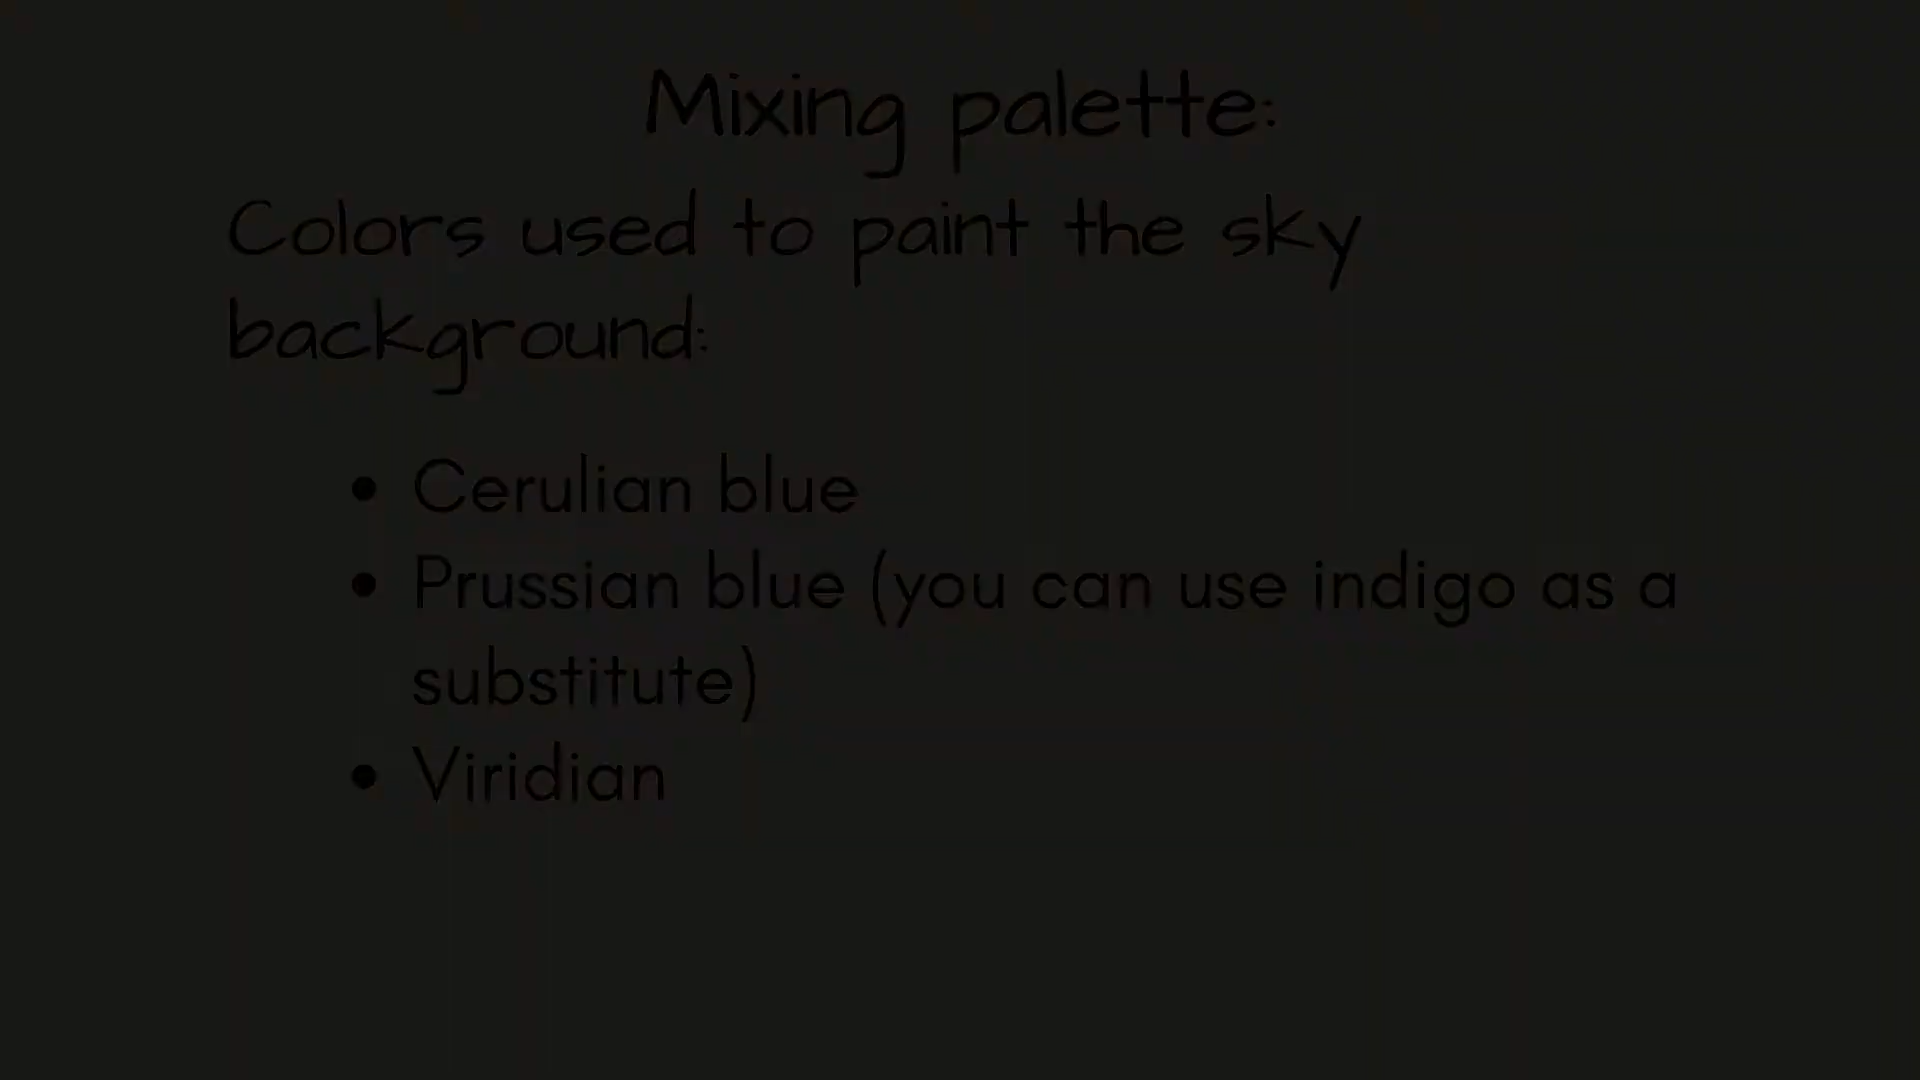 Mixing palette:
Colors used to paint the sky
background:
• Cerulian blue
• Prussian blue (you can use indigo as a
substitute)
• Viridian